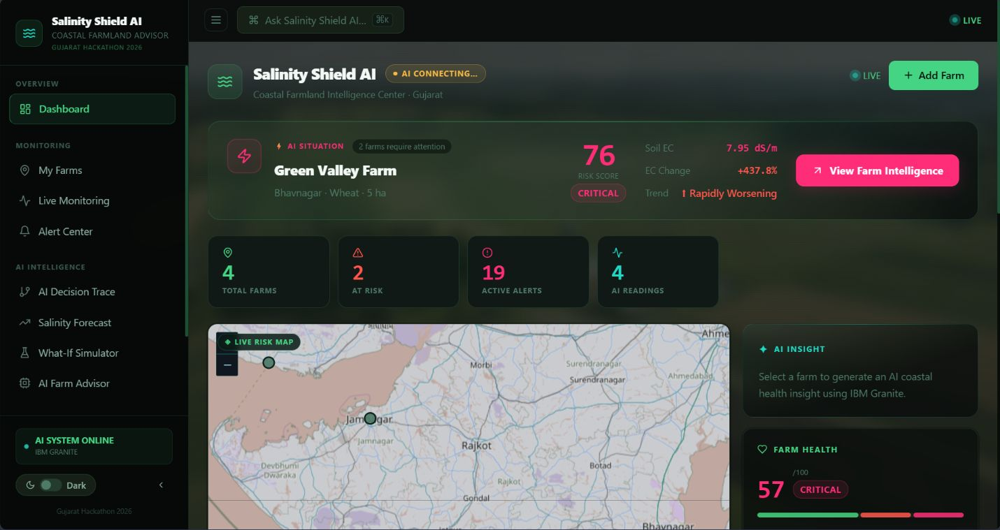 Salinity Shield AI
COASTAL FARMLAND ADVISOR
GUJARAT HACKATHON 2026
OVERVIEW
Dashboard
MONITORING
My Farms
Live Monitoring
Alert Center
AI INTELLIGENCE
AI Decision Trace
Salinity Forecast
What-If Simulator
AI Farm Advisor
AI SYSTEM ONLINE
IBM GRANITE
Dark
Gujarat Hackathon 2026
⌘ Ask Salinity Shield AI... ⌘K
LIVE
Salinity Shield AI
AI CONNECTING...
Coastal Farmland Intelligence Center · Gujarat
LIVE
+ Add Farm
AI SITUATION
2 farms require attention
Green Valley Farm
Bhavnagar · Wheat · 5 ha
76
RISK SCORE
CRITICAL
Soil EC 7.95 dS/m
EC Change +437.8%
Trend ↑ Rapidly Worsening
View Farm Intelligence
4
TOTAL FARMS
2
AT RISK
19
ACTIVE ALERTS
4
AI READINGS
LIVE RISK MAP
−
Ahme
Morbi
Surendranagar
Surendranagar
Ahmedabad
Jam gar
Jamnagar
Rajkot
Devbhumi
Dwaraka
Botad
Rajkot
Gondal
Bhavnagar
AI INSIGHT
Select a farm to generate an AI coastal
health insight using IBM Granite.
FARM HEALTH
/100
57
CRITICAL